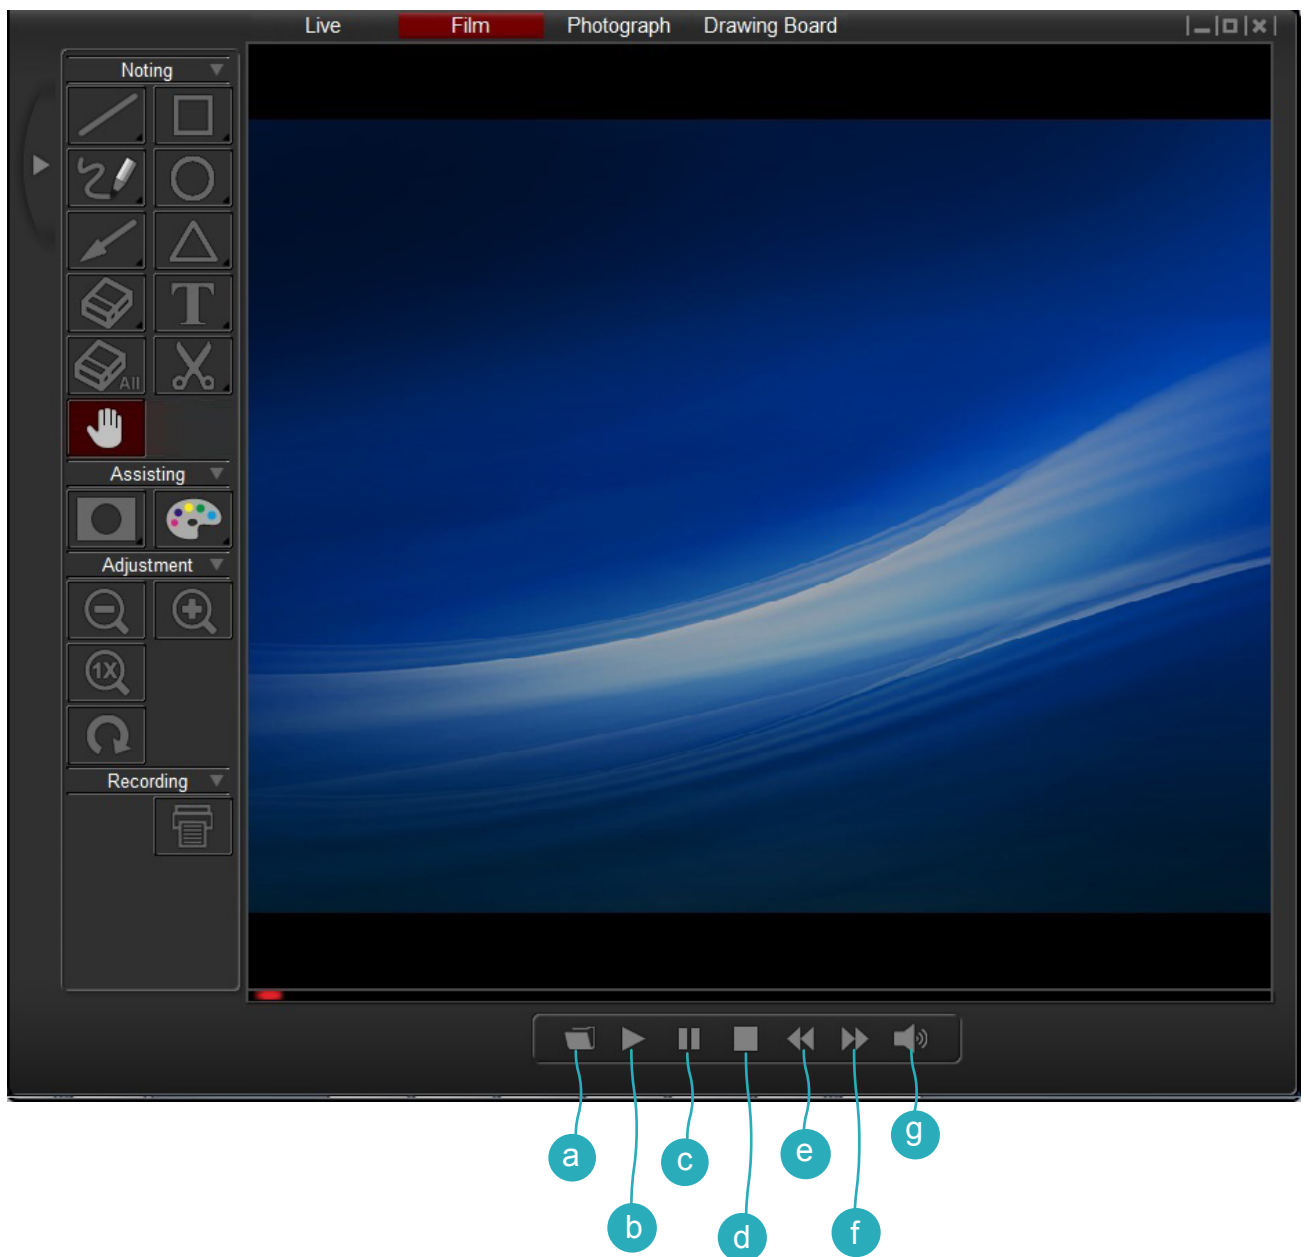 Live Film Photograph Drawing Board
Noting
T
All
Assisting
Adjustment
1X
Recording
a b c d e f g